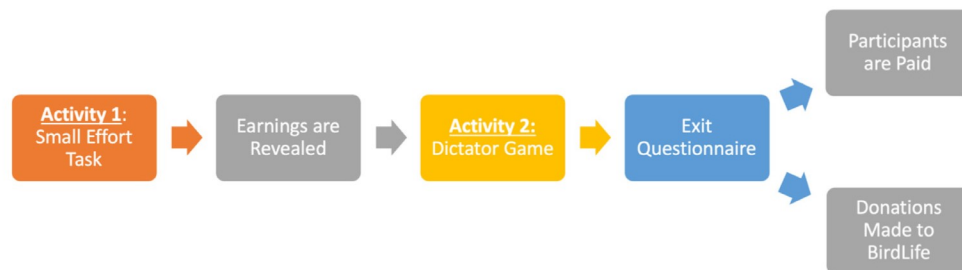 Activity 1:
Small Effort
Task
Earnings are
Revealed
Activity 2:
Dictator Game
Exit
Questionnaire
Participants
are Paid
Donations
Made to
BirdLife